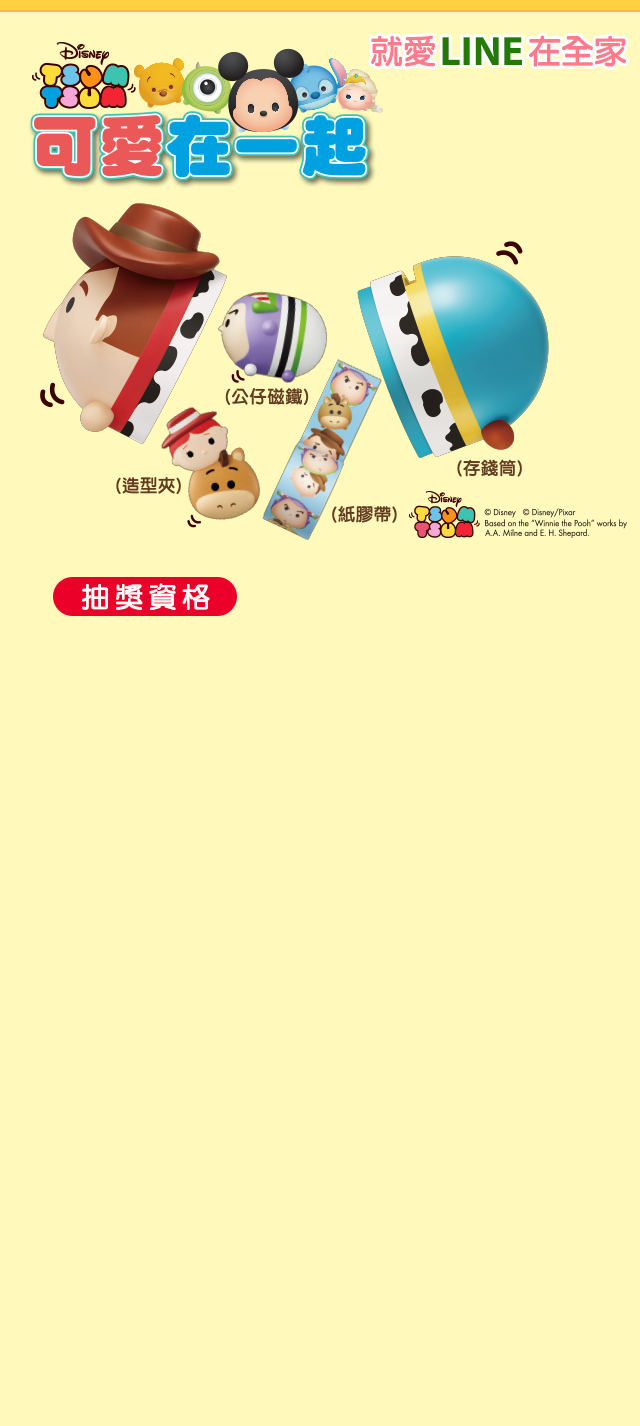 就愛LINE在全家
Disney
TSUM
TSUM
可愛在一起
(公仔磁鐵)
(造型夾)
(存錢筒)
(紙膠帶)
Disney
TSUM
TSUM
© Disney © Disney/Pixar
Based on the "Winnie the Pooh" works by
A.A. Milne and E. H. Shepard.
抽獎資格